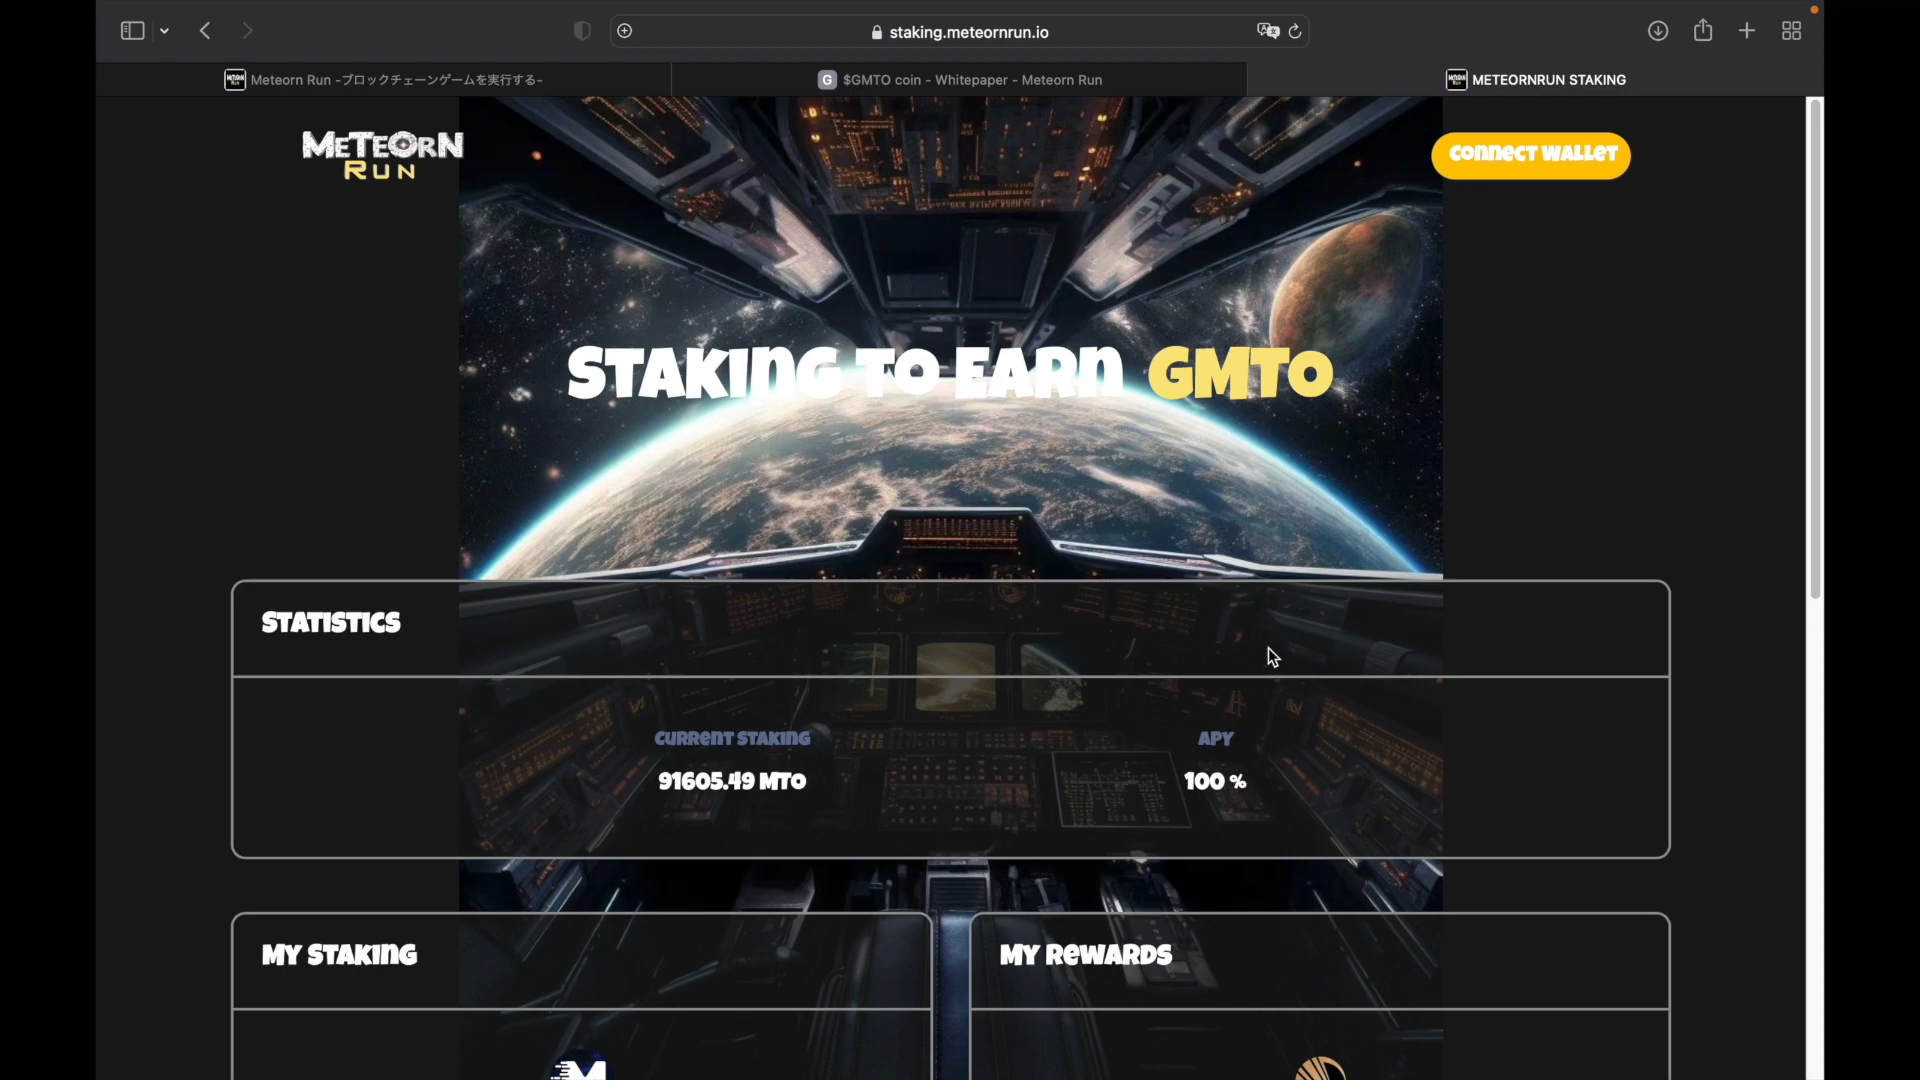 staking.meteornrun.io
Meteorn Run -ブロックチェーンゲームを実行する-
G $GMTO coin - Whitepaper - Meteorn Run
METEORNRUN STAKING
METEORN
RUN
CONNECT WALLET
STAKING TO EARN GMTO
STATISTICS
CURRENT STAKING
APY
91605.49 MTO
100 %
MY STAKING
MY REWARDS
M